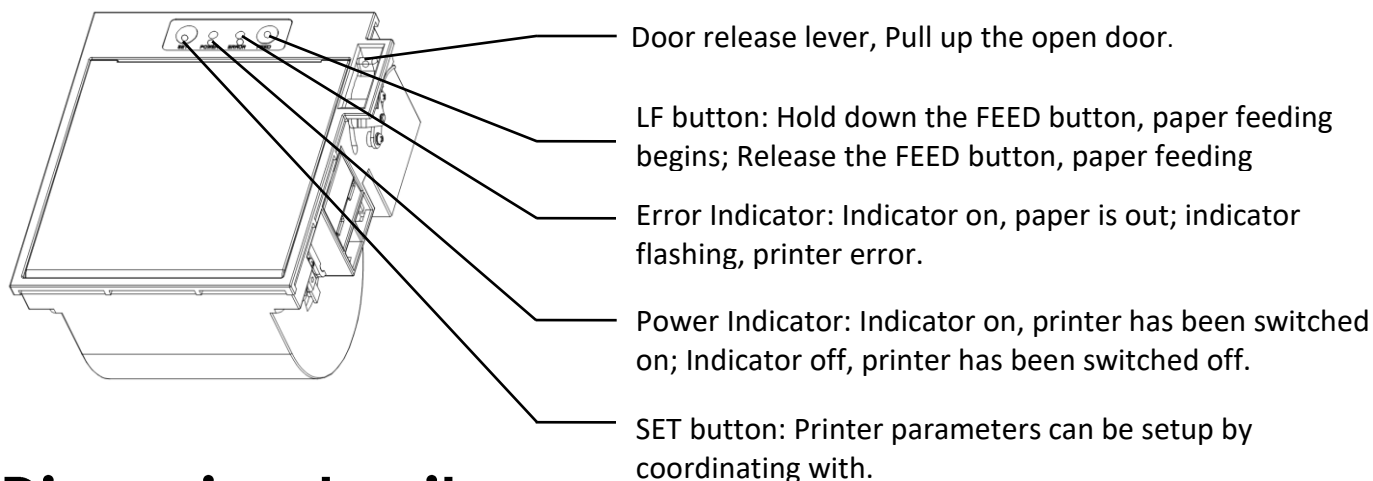 SET POWER ERROR FEED
Door release lever, Pull up the open door.
LF button: Hold down the FEED button, paper feeding
begins; Release the FEED button, paper feeding
Error Indicator: Indicator on, paper is out; indicator
flashing, printer error.
Power Indicator: Indicator on, printer has been switched
on; Indicator off, printer has been switched off.
SET button: Printer parameters can be setup by
coordinating with.